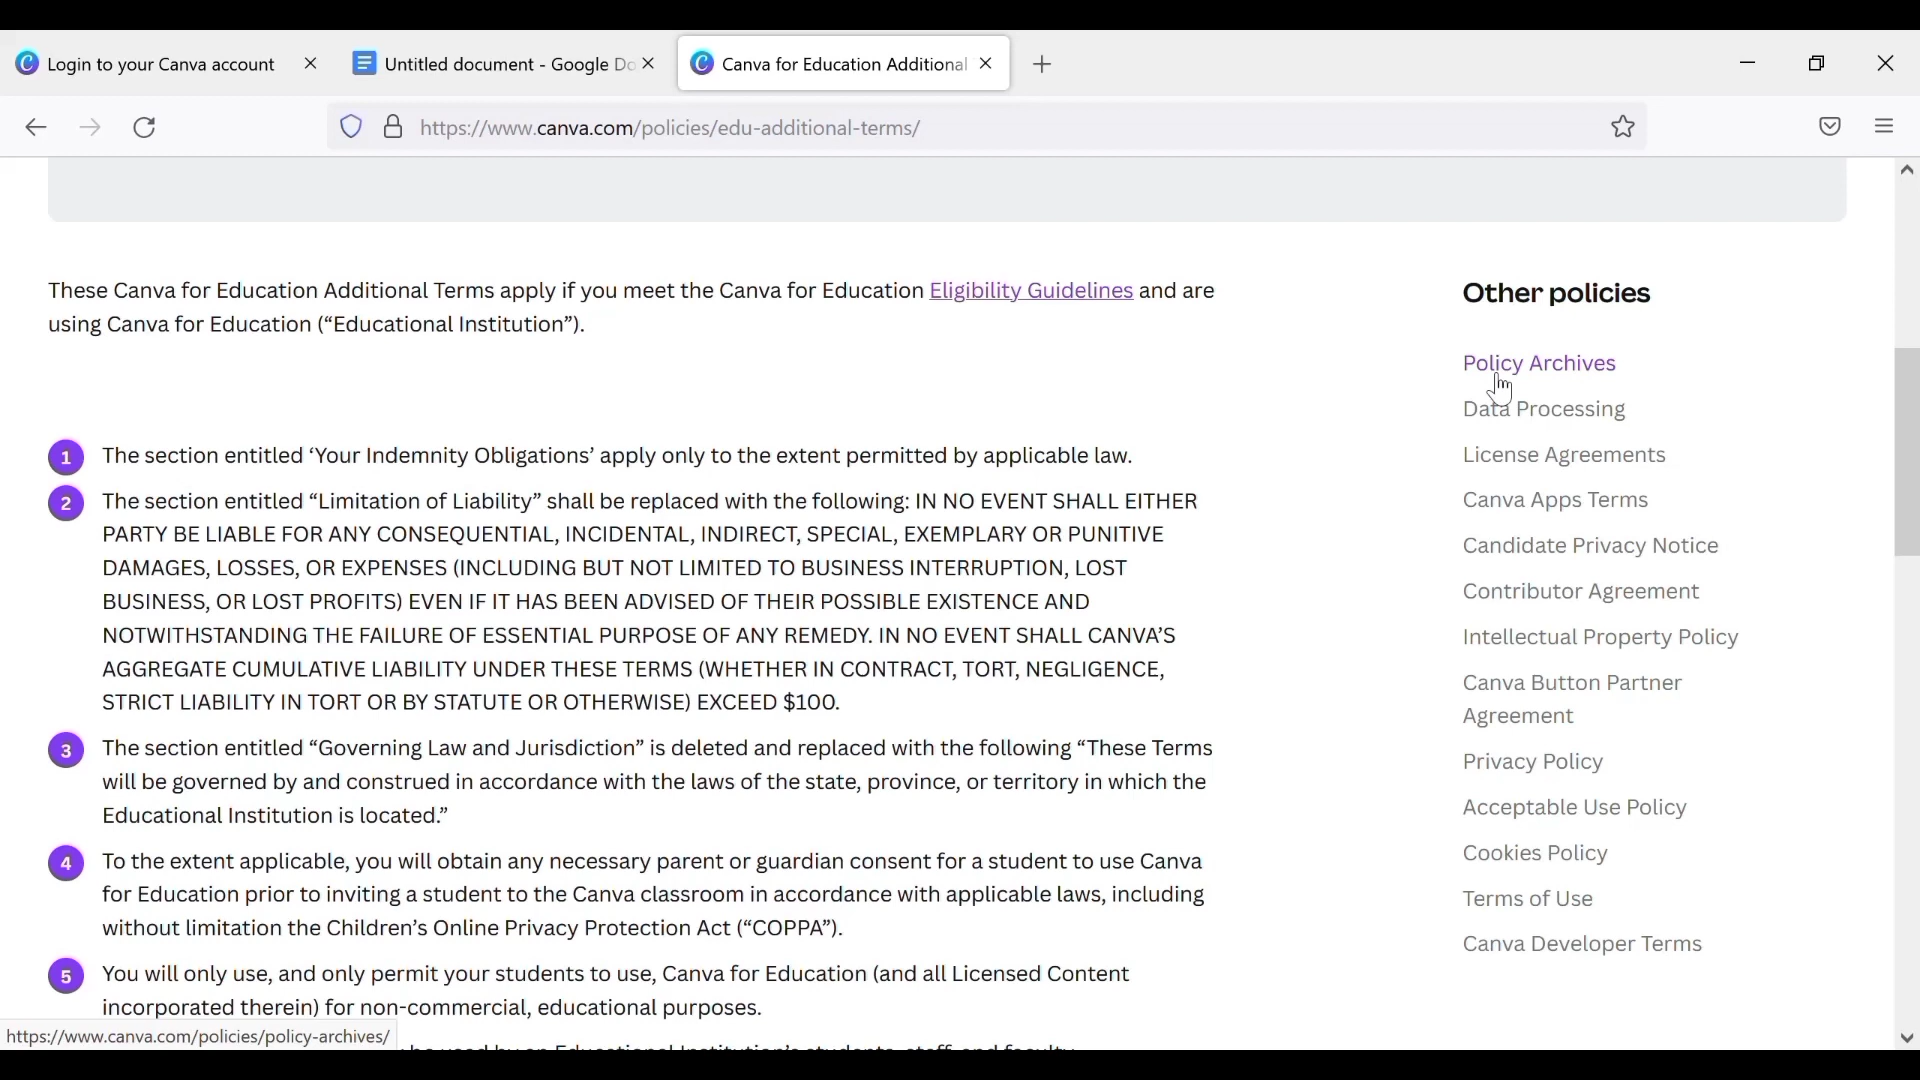 Login to your Canva account
Untitled document - Google Do
Canva for Education Additional
https://www.canva.com/policies/edu-additional-terms/
These Canva for Education Additional Terms apply if you meet the Canva for Education Eligibility Guidelines and are
using Canva for Education (“Educational Institution”).
1 The section entitled ‘Your Indemnity Obligations’ apply only to the extent permitted by applicable law.
2 The section entitled “Limitation of Liability” shall be replaced with the following: IN NO EVENT SHALL EITHER
PARTY BE LIABLE FOR ANY CONSEQUENTIAL, INCIDENTAL, INDIRECT, SPECIAL, EXEMPLARY OR PUNITIVE
DAMAGES, LOSSES, OR EXPENSES (INCLUDING BUT NOT LIMITED TO BUSINESS INTERRUPTION, LOST
BUSINESS, OR LOST PROFITS) EVEN IF IT HAS BEEN ADVISED OF THEIR POSSIBLE EXISTENCE AND
NOTWITHSTANDING THE FAILURE OF ESSENTIAL PURPOSE OF ANY REMEDY. IN NO EVENT SHALL CANVA’S
AGGREGATE CUMULATIVE LIABILITY UNDER THESE TERMS (WHETHER IN CONTRACT, TORT, NEGLIGENCE,
STRICT LIABILITY IN TORT OR BY STATUTE OR OTHERWISE) EXCEED $100.
3 The section entitled “Governing Law and Jurisdiction” is deleted and replaced with the following “These Terms
will be governed by and construed in accordance with the laws of the state, province, or territory in which the
Educational Institution is located.”
4 To the extent applicable, you will obtain any necessary parent or guardian consent for a student to use Canva
for Education prior to inviting a student to the Canva classroom in accordance with applicable laws, including
without limitation the Children’s Online Privacy Protection Act (“COPPA”).
5 You will only use, and only permit your students to use, Canva for Education (and all Licensed Content
incorporated therein) for non-commercial, educational purposes.
be used by an Educational Institution’s students, staff, and faculty
https://www.canva.com/policies/policy-archives/
Other policies
Policy Archives
Data Processing
License Agreements
Canva Apps Terms
Candidate Privacy Notice
Contributor Agreement
Intellectual Property Policy
Canva Button Partner
Agreement
Privacy Policy
Acceptable Use Policy
Cookies Policy
Terms of Use
Canva Developer Terms